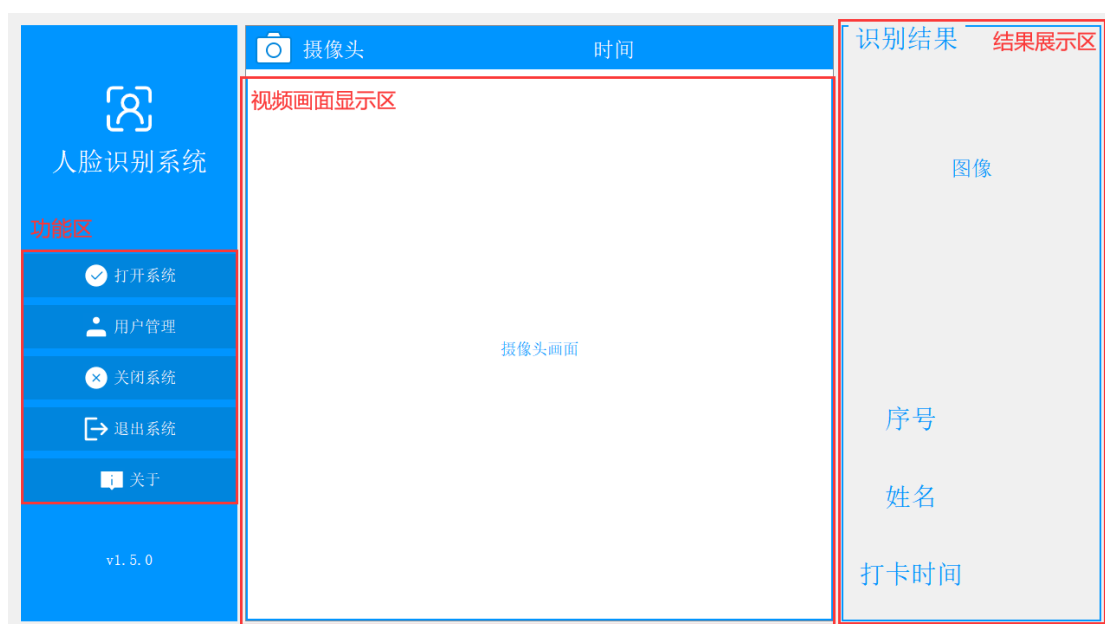 人脸识别系统
功能区
打开系统
用户管理
关闭系统
退出系统
关于
v1.5.0
摄像头
时间
视频画面显示区
摄像头画面
识别结果
结果展示区
图像
序号
姓名
打卡时间